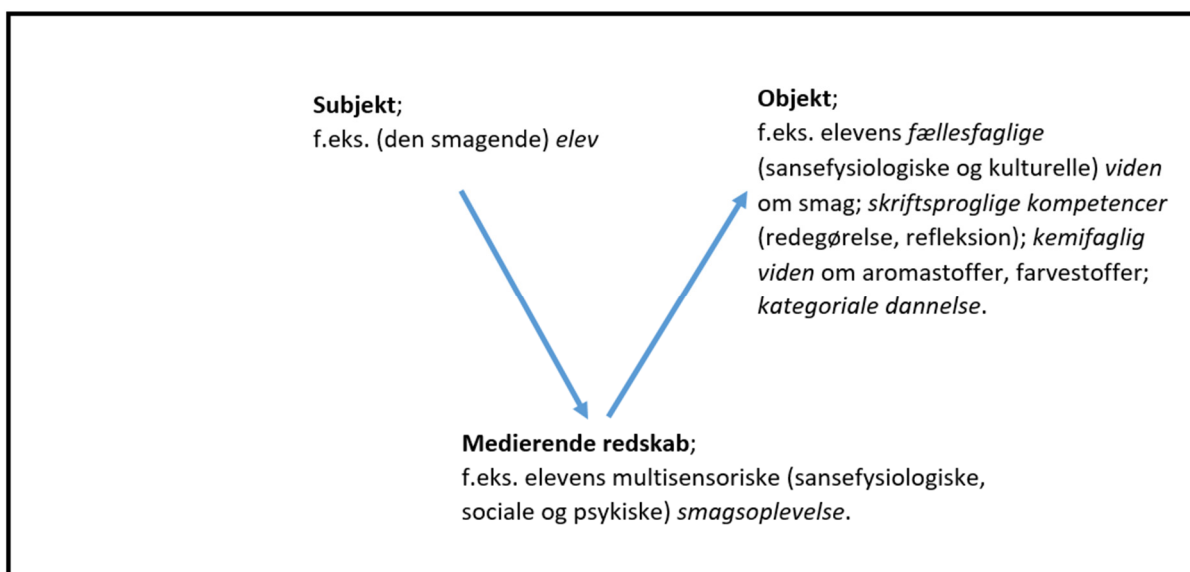 Subjekt;
f.eks. (den smagende) elev
Objekt;
f.eks. elevens fællesfaglige
(sansefysiologiske og kulturelle) viden
om smag; skriftsproglige kompetencer
(redegørelse, refleksion); kemifaglig
viden om aromastoffer, farvestoffer;
kategoriale dannelse.
Medierende redskab;
f.eks. elevens multisensoriske (sansefysiologiske,
sociale og psykiske) smagsoplevelse.